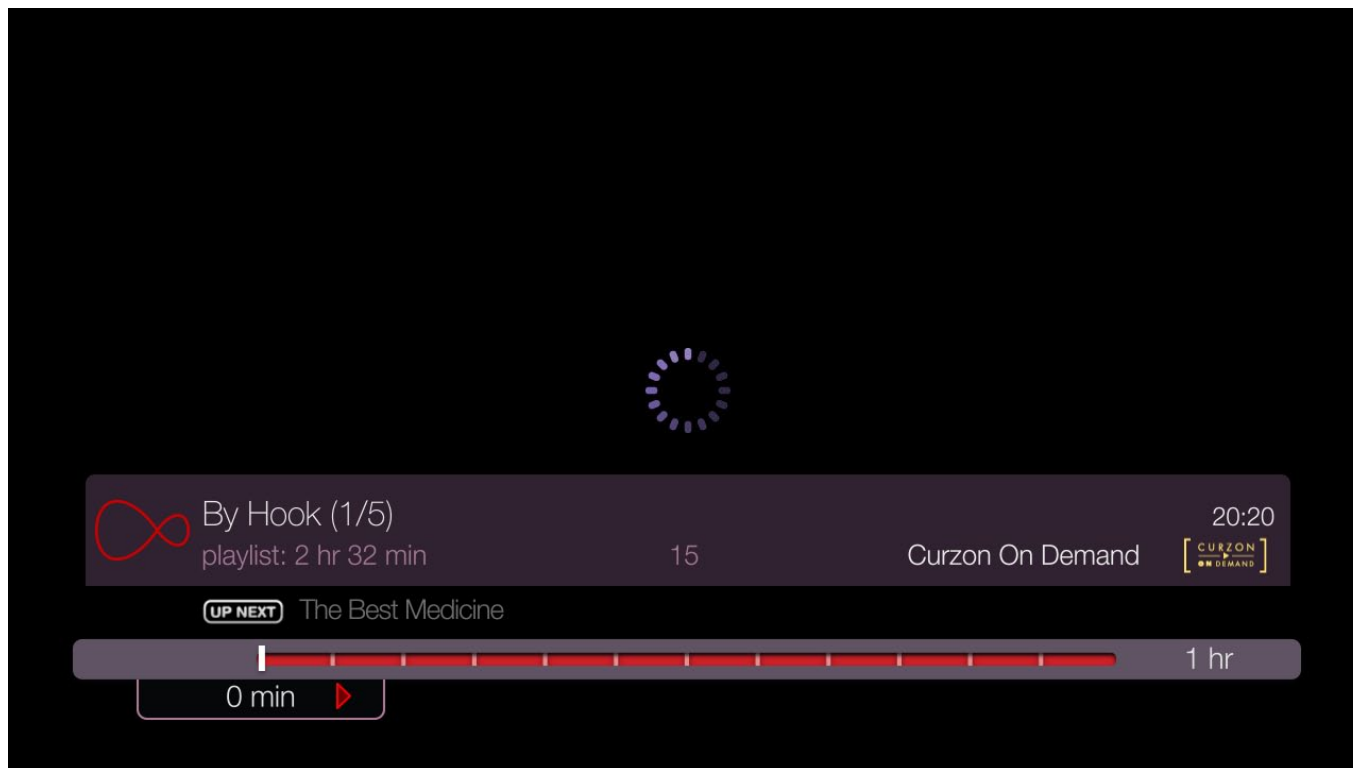 By Hook (1/5)
20:20
playlist: 2 hr 32 min
15
Curzon On Demand
CURZON
ON DEMAND
UP NEXT The Best Medicine
1 hr
0 min